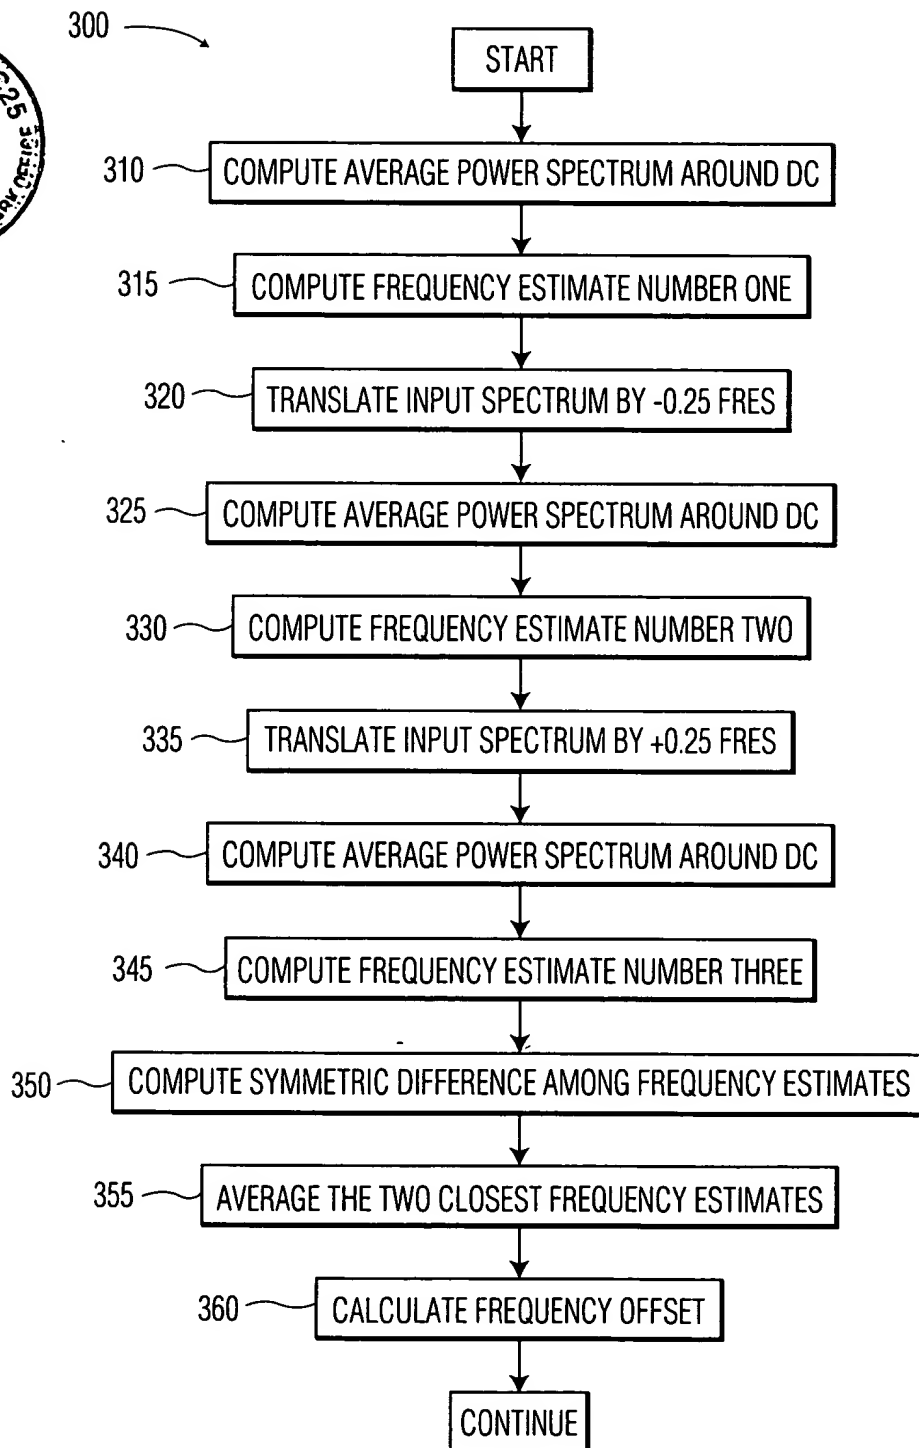 300
START
310 COMPUTE AVERAGE POWER SPECTRUM AROUND DC
315 COMPUTE FREQUENCY ESTIMATE NUMBER ONE
320 TRANSLATE INPUT SPECTRUM BY -0.25 FRES
325 COMPUTE AVERAGE POWER SPECTRUM AROUND DC
330 COMPUTE FREQUENCY ESTIMATE NUMBER TWO
335 TRANSLATE INPUT SPECTRUM BY +0.25 FRES
340 COMPUTE AVERAGE POWER SPECTRUM AROUND DC
345 COMPUTE FREQUENCY ESTIMATE NUMBER THREE
350 COMPUTE SYMMETRIC DIFFERENCE AMONG FREQUENCY ESTIMATES
355 AVERAGE THE TWO CLOSEST FREQUENCY ESTIMATES
360 CALCULATE FREQUENCY OFFSET
CONTINUE